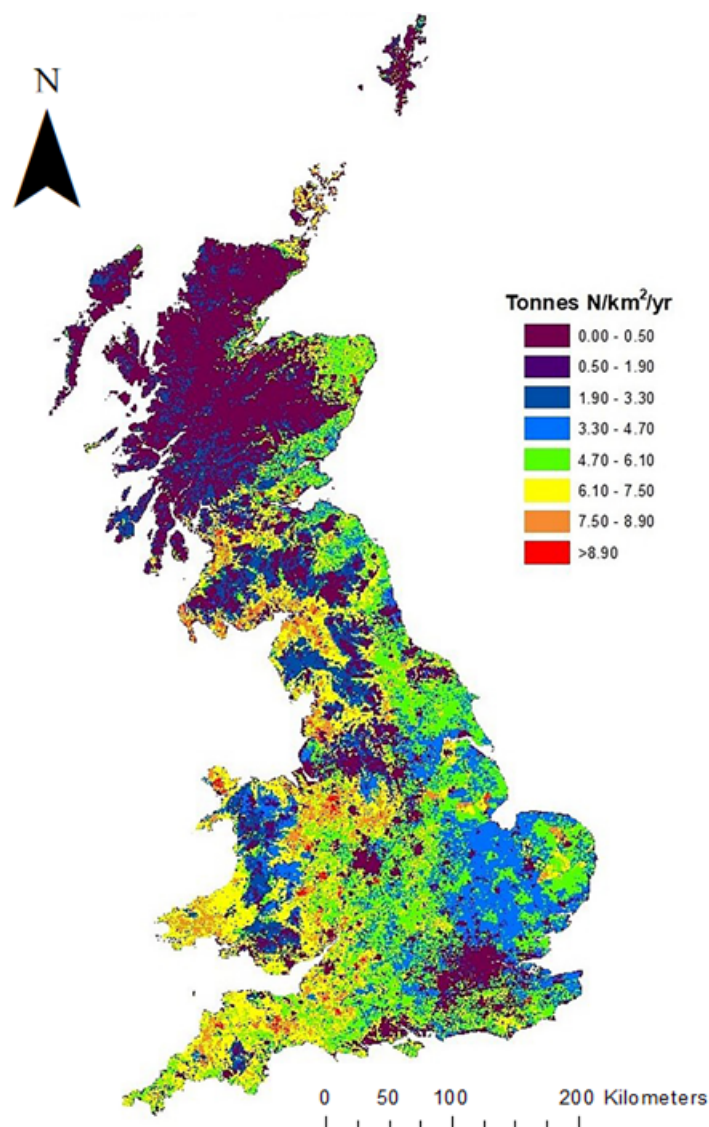 N
Tonnes N/km²/yr
0.00 - 0.50
0.50 - 1.90
1.90 - 3.30
3.30 - 4.70
4.70 - 6.10
6.10 - 7.50
7.50 - 8.90
>8.90
0 50 100 200 Kilometers